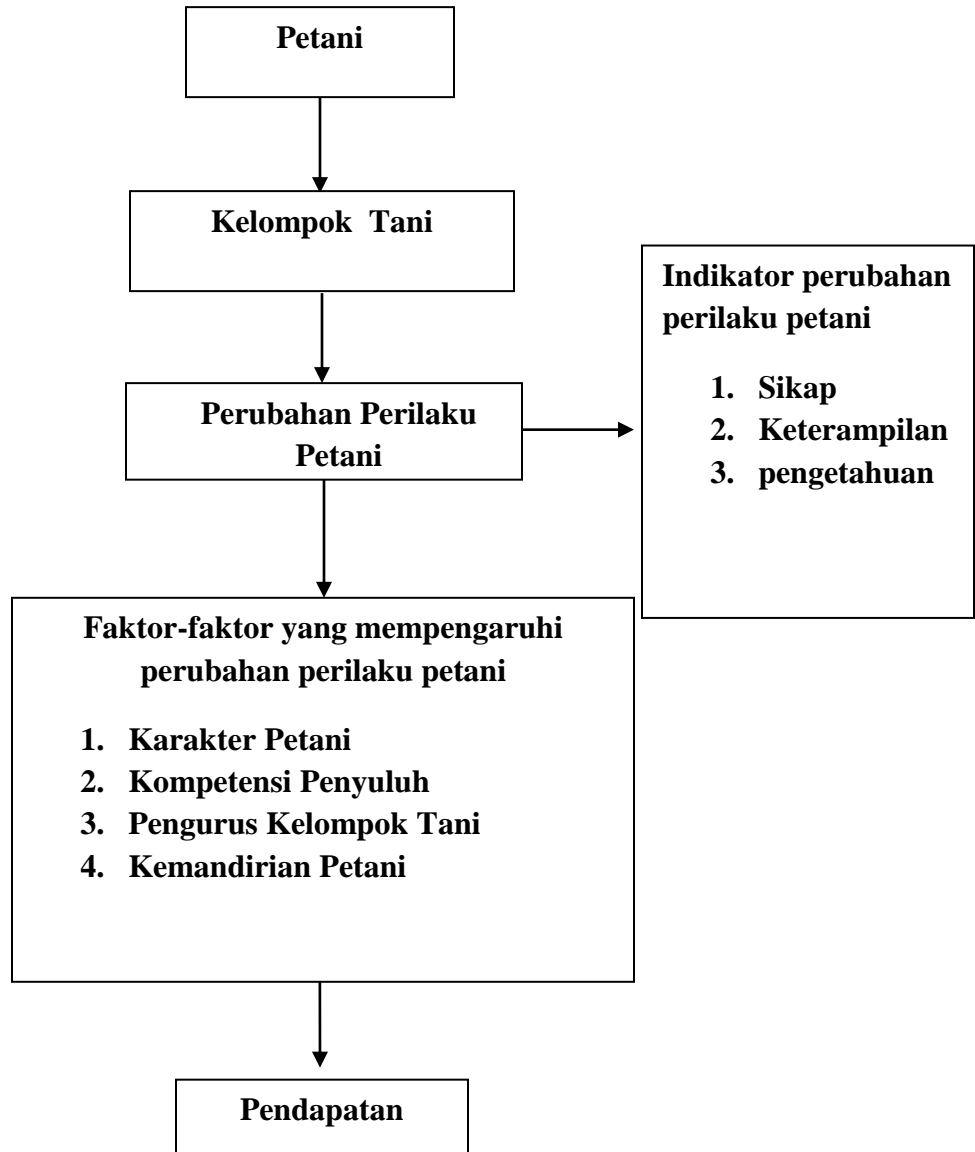 Petani
Kelompok Tani
Perubahan Perilaku
Petani
Indikator perubahan
perilaku petani
1. Sikap
2. Keterampilan
3. pengetahuan
Faktor-faktor yang mempengaruhi
perubahan perilaku petani
1. Karakter Petani
2. Kompetensi Penyuluh
3. Pengurus Kelompok Tani
4. Kemandirian Petani
Pendapatan